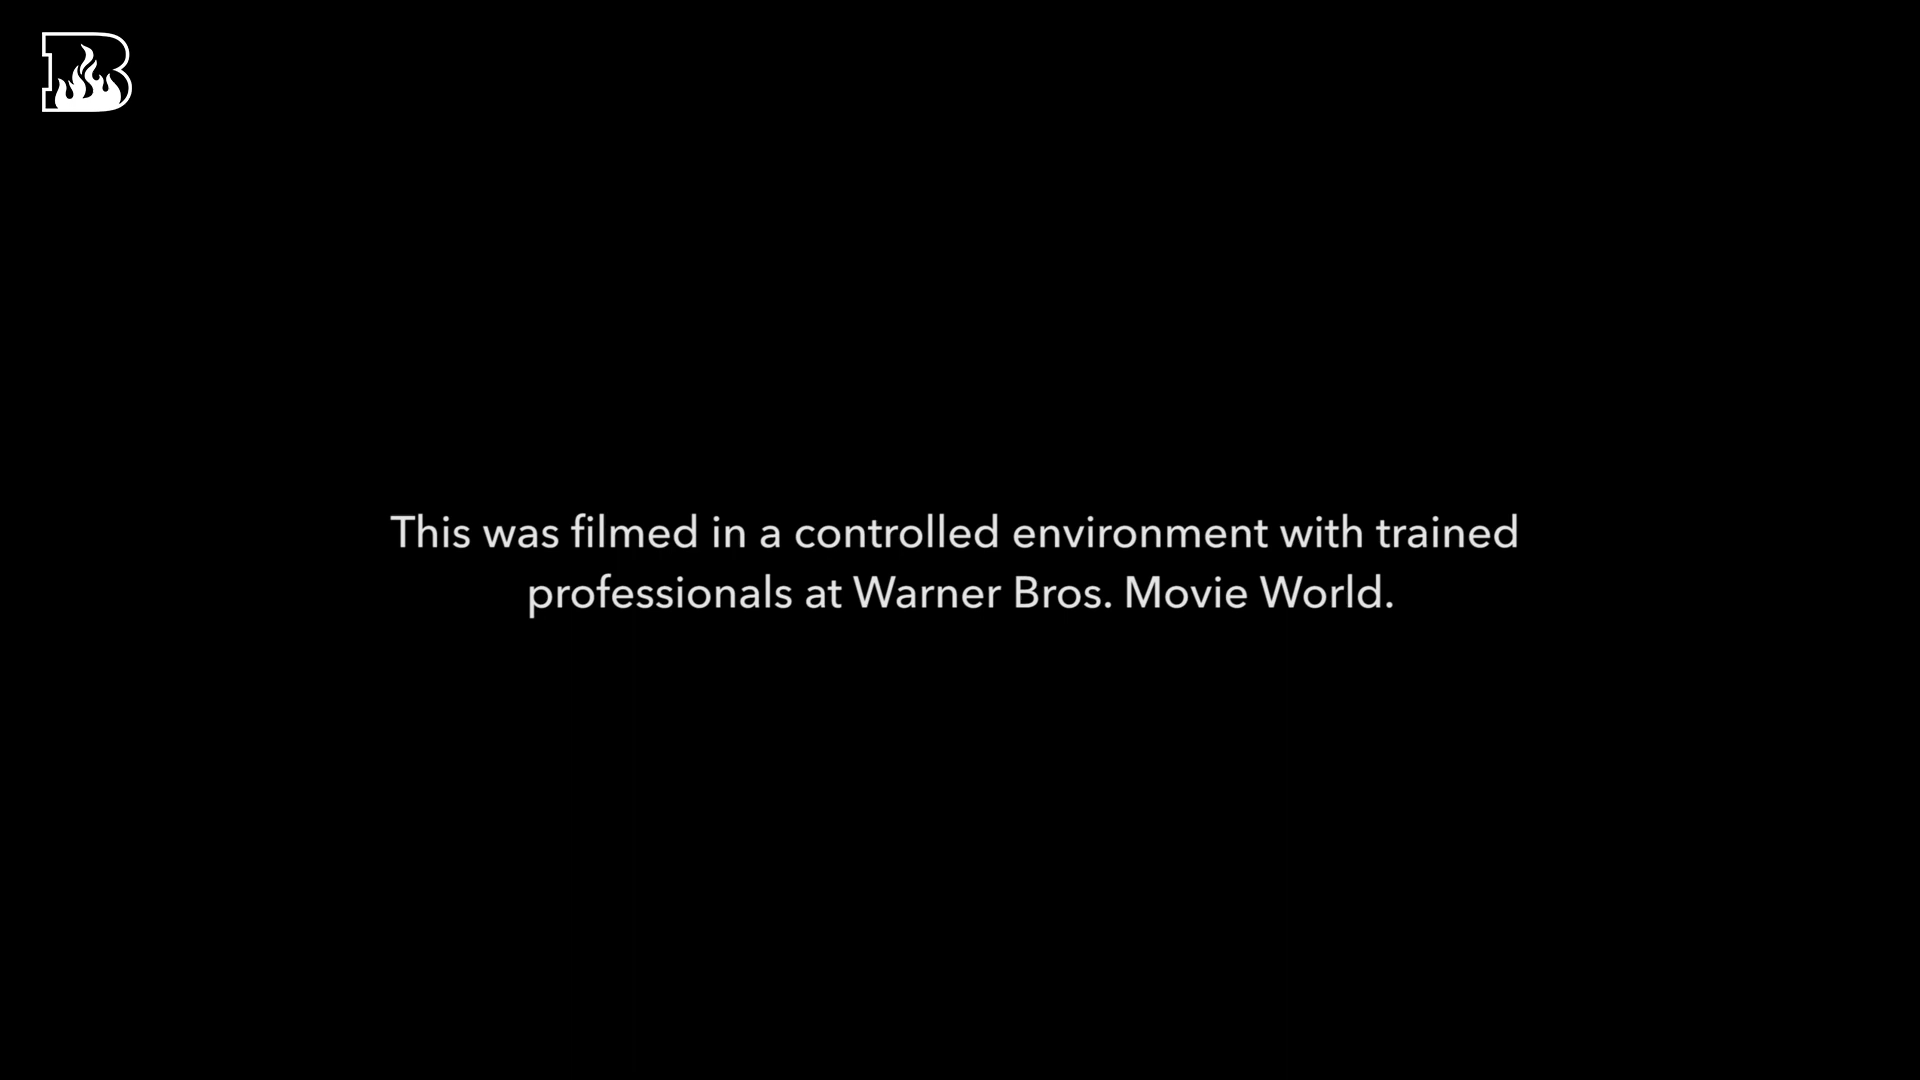 B
This was filmed in a controlled environment with trained
professionals at Warner Bros. Movie World.